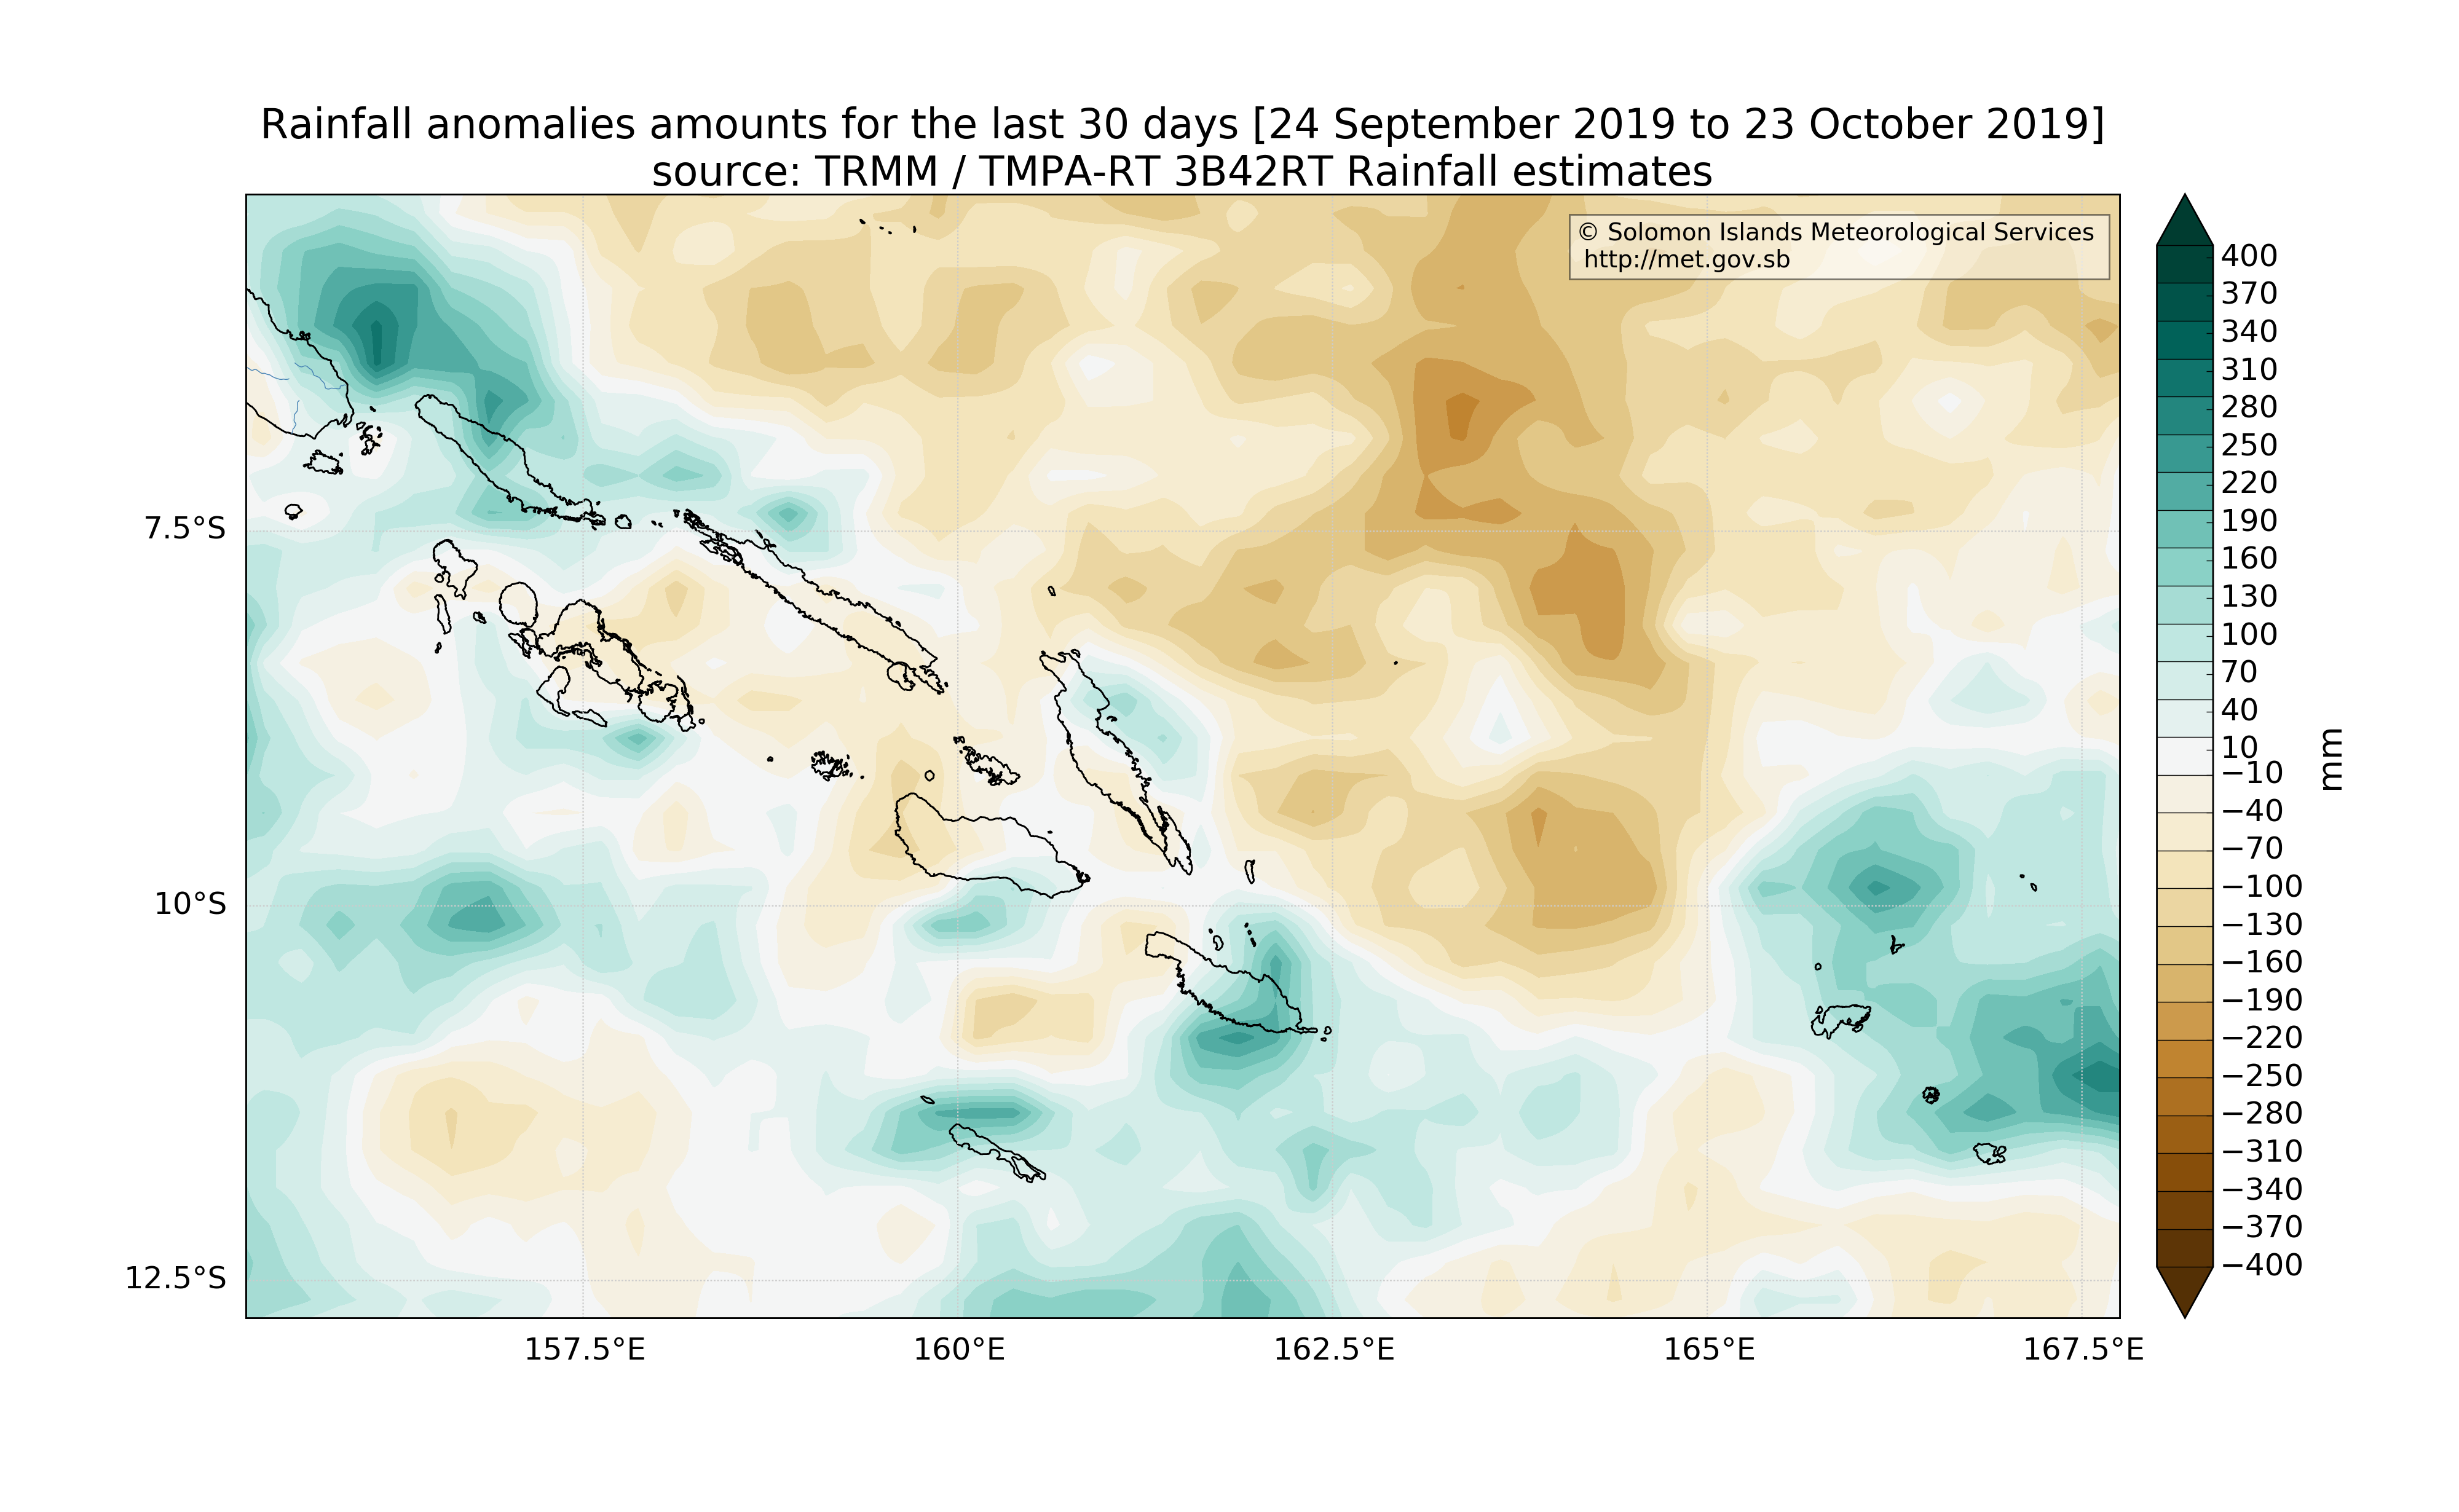 Rainfall anomalies amounts for the last 30 days [24 September 2019 to 23 October 2019]
source: TRMM / TMPA-RT 3B42RT Rainfall estimates
© Solomon Islands Meteorological Services
http://met.gov.sb
7.5°S
10°S
12.5°S
157.5°E
160°E
162.5°E
165°E
167.5°E
400
370
340
310
280
250
220
190
160
130
100
70
40
10
−10
−40
−70
−100
−130
−160
−190
−220
−250
−280
−310
−340
−370
−400
mm